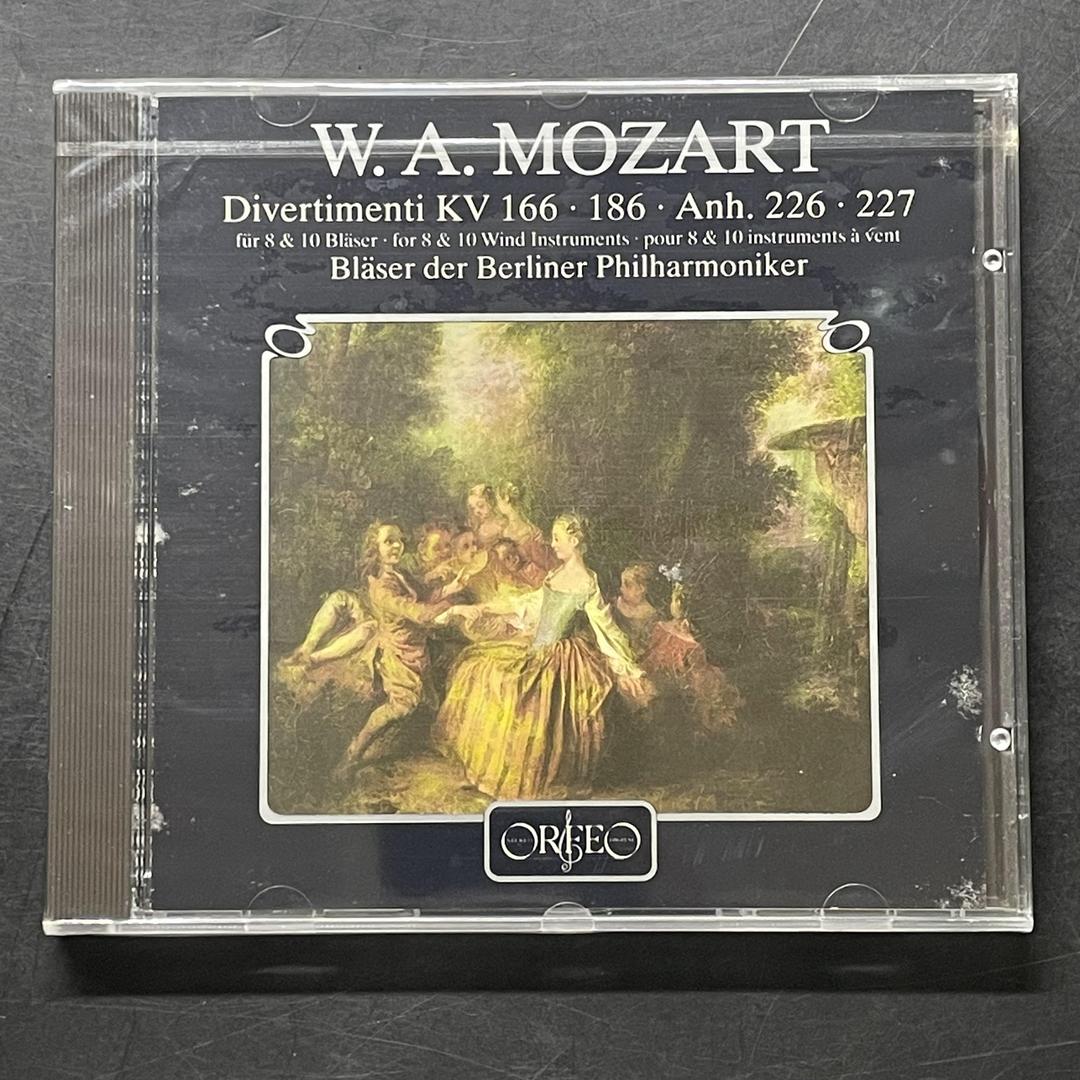 W. A. MOZART
Divertimenti KV 166 · 186 · Anh. 226 · 227
für 8 & 10 Bläser · for 8 & 10 Wind Instruments · pour 8 & 10 instruments à vent
Bläser der Berliner Philharmoniker
ORFEO